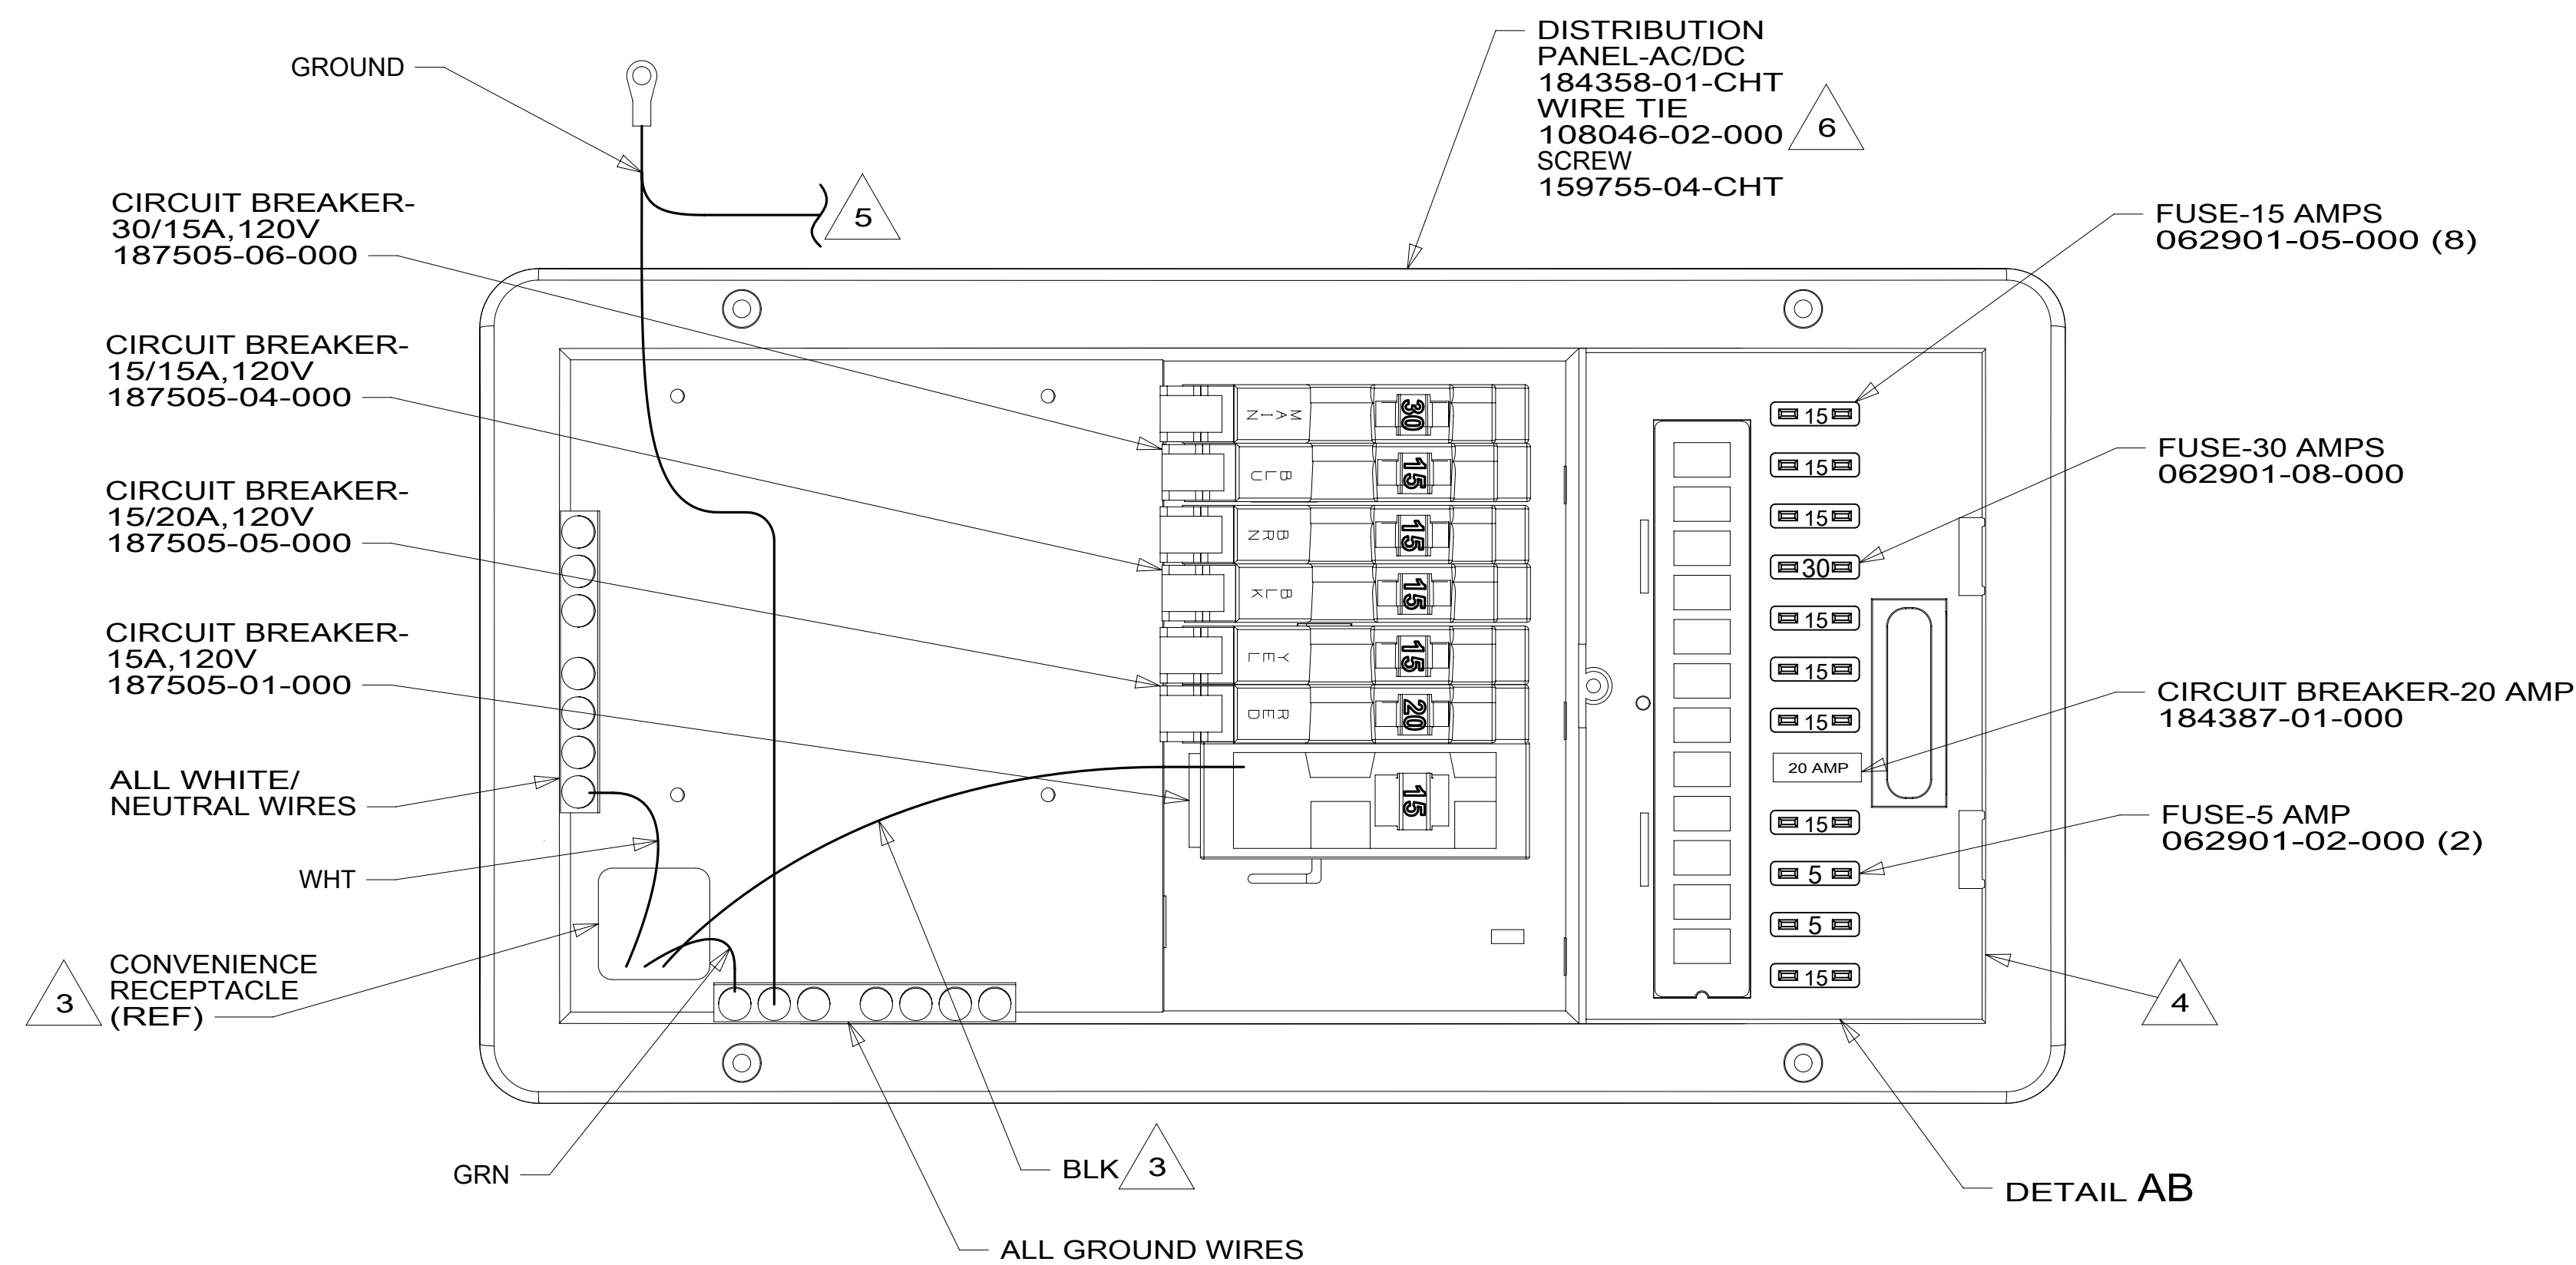 GROUND
DISTRIBUTION
PANEL-AC/DC
184358-01-CHT
WIRE TIE
108046-02-000
6
SCREW
159755-04-CHT
5
CIRCUIT BREAKER-
30/15A,120V
187505-06-000
CIRCUIT BREAKER-
15/15A,120V
187505-04-000
CIRCUIT BREAKER-
15/20A,120V
187505-05-000
CIRCUIT BREAKER-
15A,120V
187505-01-000
ALL WHITE/
NEUTRAL WIRES
WHT
3
CONVENIENCE
RECEPTACLE
(REF)
GRN
BLK
3
ALL GROUND WIRES
MAIN
30
BLU
15
BRN
15
BLK
15
YEL
15
RED
20
15
15
15
15
30
15
15
15
20 AMP
15
5
5
15
FUSE-15 AMPS
062901-05-000 (8)
FUSE-30 AMPS
062901-08-000
CIRCUIT BREAKER-20 AMP
184387-01-000
FUSE-5 AMP
062901-02-000 (2)
4
DETAIL AB